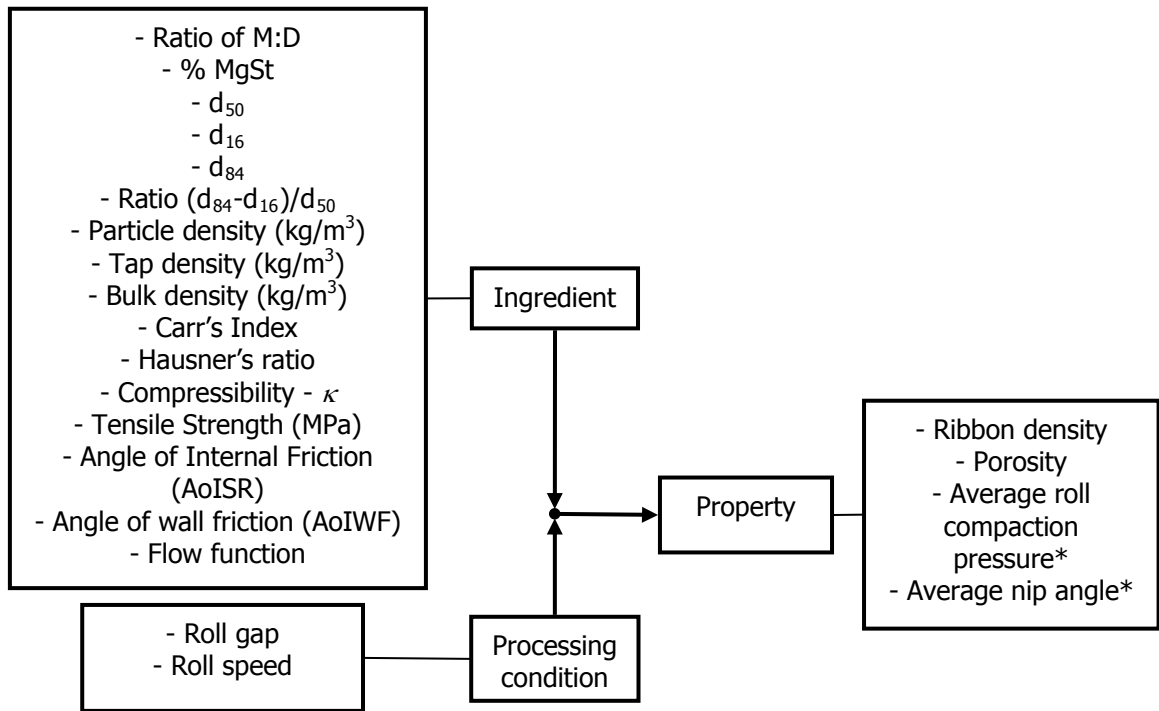 - Ratio of M:D
- % MgSt
- d₅₀
- d₁₆
- d₈₄
- Ratio (d₈₄-d₁₆)/d₅₀
- Particle density (kg/m³)
- Tap density (kg/m³)
- Bulk density (kg/m³)
- Carr’s Index
- Hausner’s ratio
- Compressibility - κ
- Tensile Strength (MPa)
- Angle of Internal Friction
(AoISR)
- Angle of wall friction (AoIWF)
- Flow function
Ingredient
- Roll gap
- Roll speed
Processing
condition
Property
- Ribbon density
- Porosity
- Average roll
compaction
pressure*
- Average nip angle*